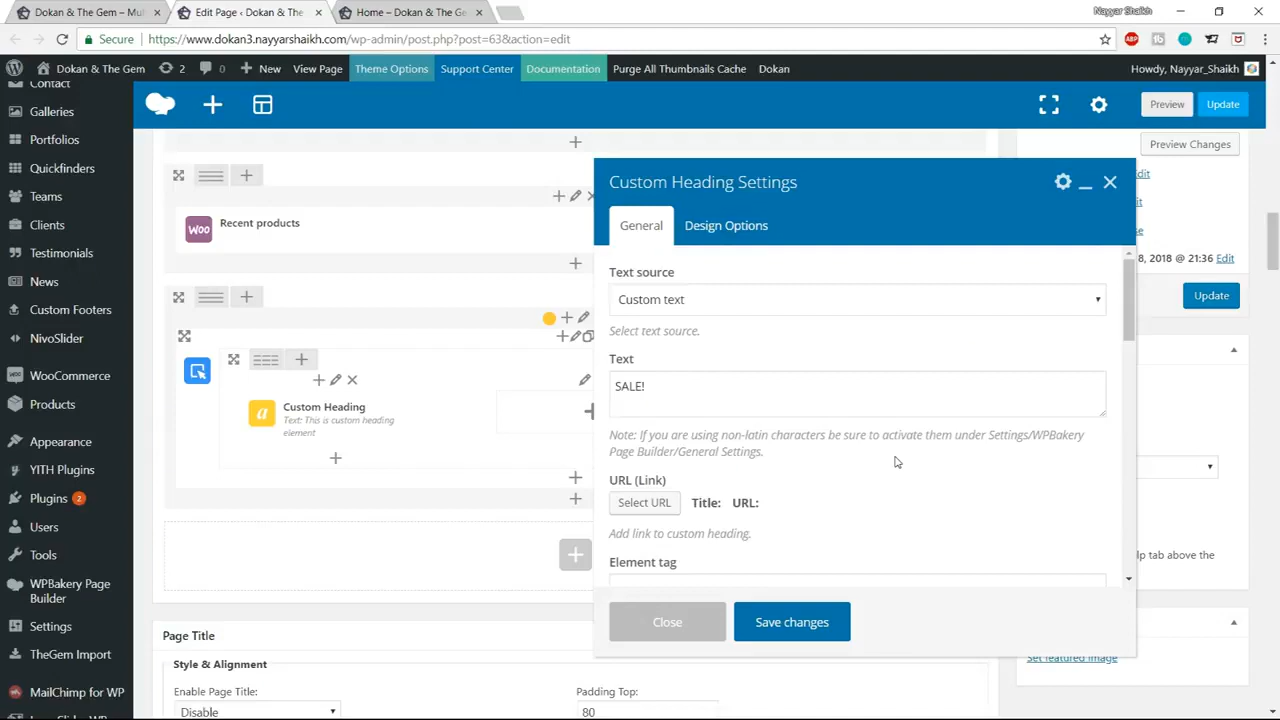 Dokan & The Gem – Mul
Edit Page ‹ Dokan & The
Home – Dokan & The Ge
Nayyar Shaikh
Secure
https://www.dokan3.nayyarshaikh.com/wp-admin/post.php?post=63&action=edit
ABP
Dokan & The Gem
2
0
New
View Page
Theme Options
Support Center
Documentation
Purge All Thumbnails Cache
Dokan
Howdy, Nayyar_Shaikh
Contact
Galleries
Portfolios
Quickfinders
Teams
Clients
Testimonials
News
Custom Footers
NivoSlider
WooCommerce
Products
Appearance
YITH Plugins
Plugins 2
Users
Tools
WPBakery Page
Builder
Settings
TheGem Import
MailChimp for WP
Preview
Update
Preview Changes
Edit
8, 2018 @ 21:36 Edit
Update
Woo
Recent products
a
Custom Heading
Text: This is custom heading
element
Custom Heading Settings
General
Design Options
Text source
Custom text
Select text source.
Text
SALE!
Note: If you are using non-latin characters be sure to activate them under Settings/WPBakery
Page Builder/General Settings.
URL (Link)
Select URL
Title:
URL:
Add link to custom heading.
Element tag
Close
Save changes
lp tab above the
Set featured image
Page Title
Style & Alignment
Enable Page Title:
Disable
Padding Top:
80